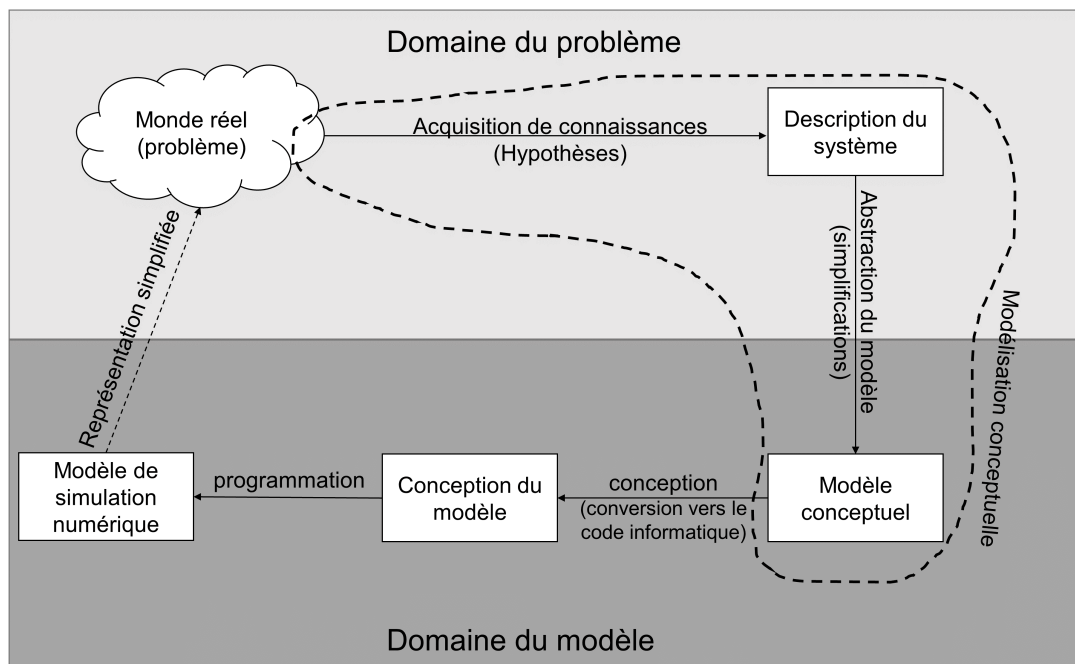 Domaine du problème
Monde réel
(problème)
Acquisition de connaissances
(Hypothèses)
Description du
système
Abstraction du modèle
(simplifications)
Modélisation conceptuelle
Représentation simplifiée
Modèle de
simulation
numérique
programmation
Conception du
modèle
conception
(conversion vers le
code informatique)
Modèle
conceptuel
Domaine du modèle